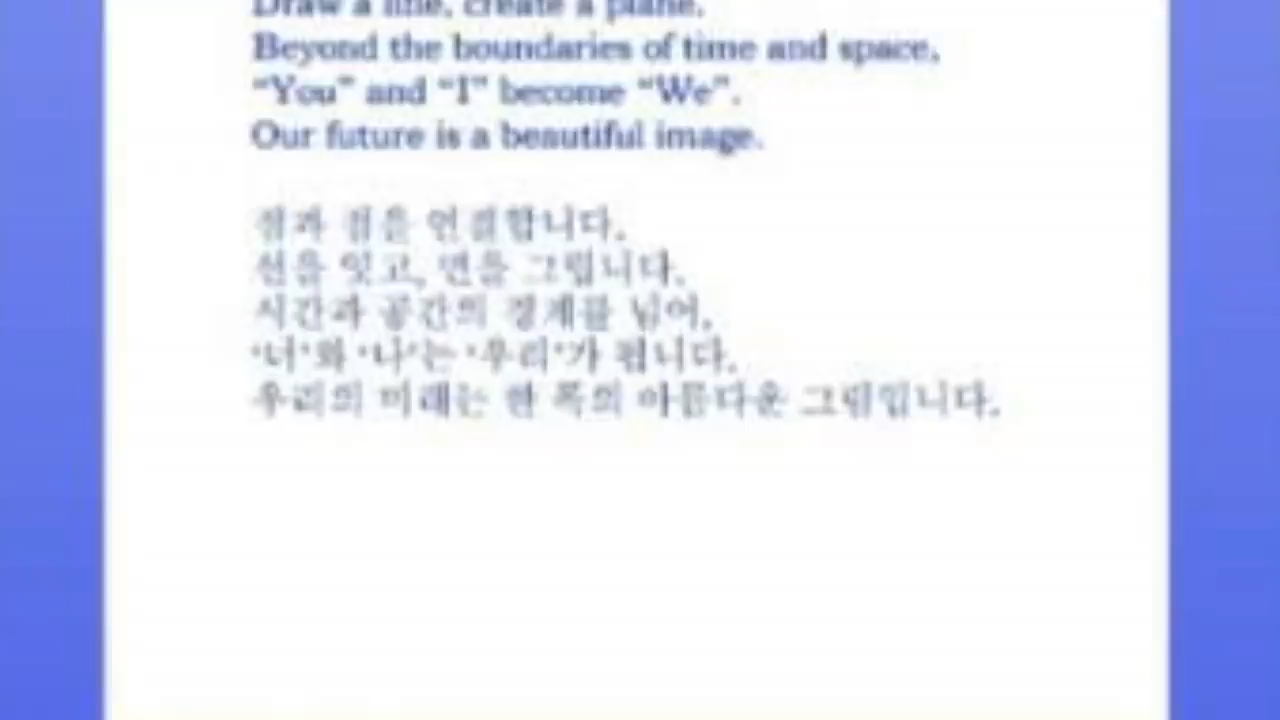 Draw a line, create a plane.
Beyond the boundaries of time and space,
“You” and “I” become “We”.
Our future is a beautiful image.
점과 점을 연결합니다.
선을 잇고, 면을 그립니다.
시간과 공간의 경계를 넘어,
‘너’와 ‘나’는 ‘우리’가 됩니다.
우리의 미래는 한 폭의 아름다운 그림입니다.